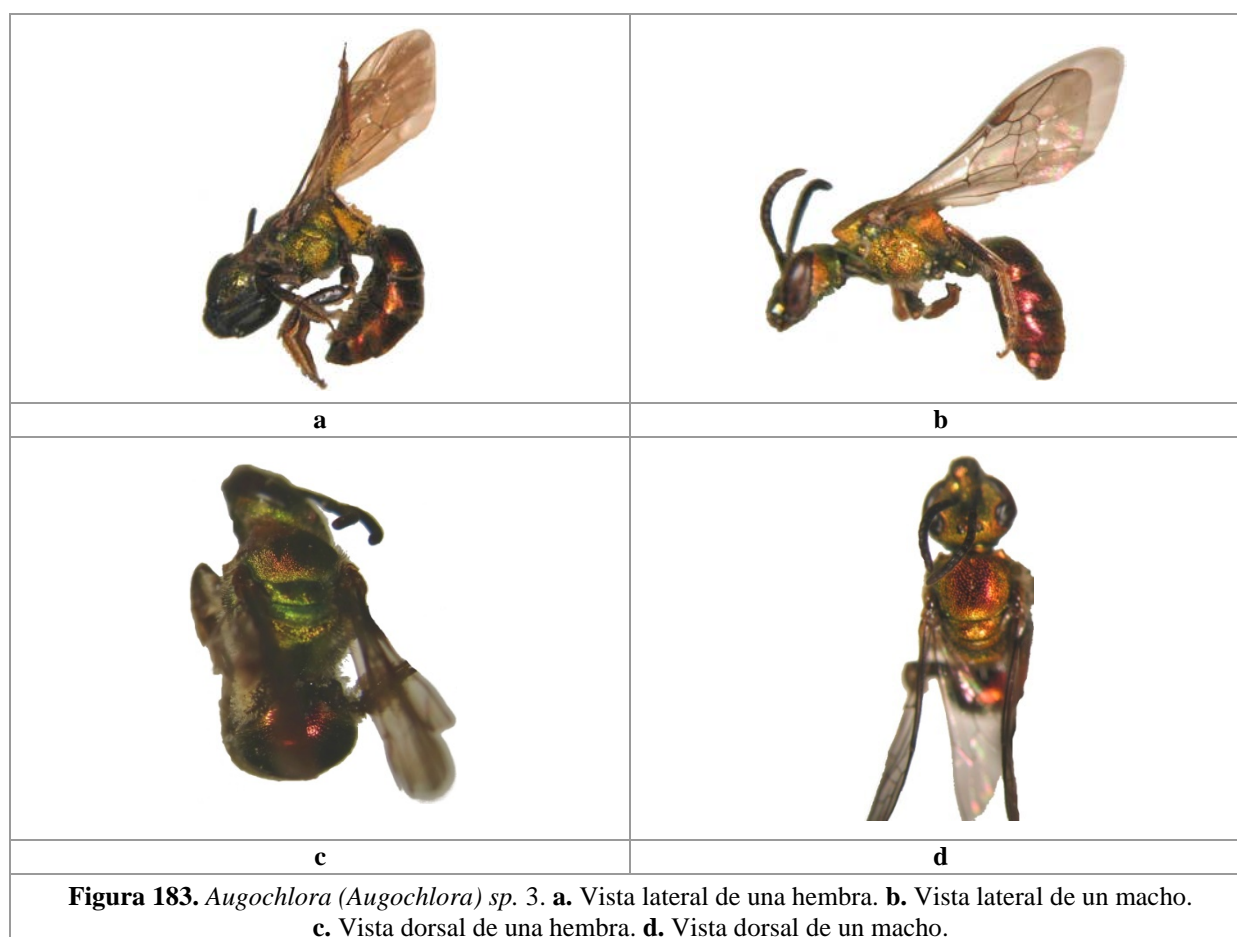 a
b
c
d
Figura 183. Augochlora (Augochlora) sp. 3. a. Vista lateral de una hembra. b. Vista lateral de un macho.
c. Vista dorsal de una hembra. d. Vista dorsal de un macho.